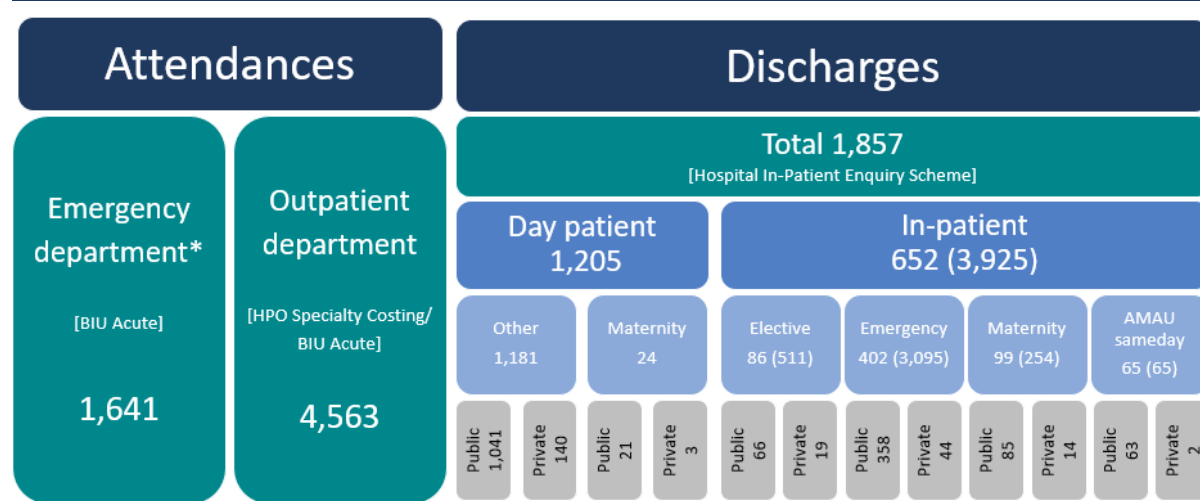 Attendances
Emergency
department*
[BIU Acute]
1,641
Outpatient
department
[HPO Specialty Costing/
BIU Acute]
4,563
Discharges
Total 1,857
[Hospital In-Patient Enquiry Scheme]
Day patient
1,205
In-patient
652 (3,925)
Other
1,181
Maternity
24
Elective
86 (511)
Emergency
402 (3,095)
Maternity
99 (254)
AMAU
sameday
65 (65)
Public
1,041
Private
140
Public
21
Private
3
Public
66
Private
19
Public
358
Private
44
Public
85
Private
14
Public
63
Private
2